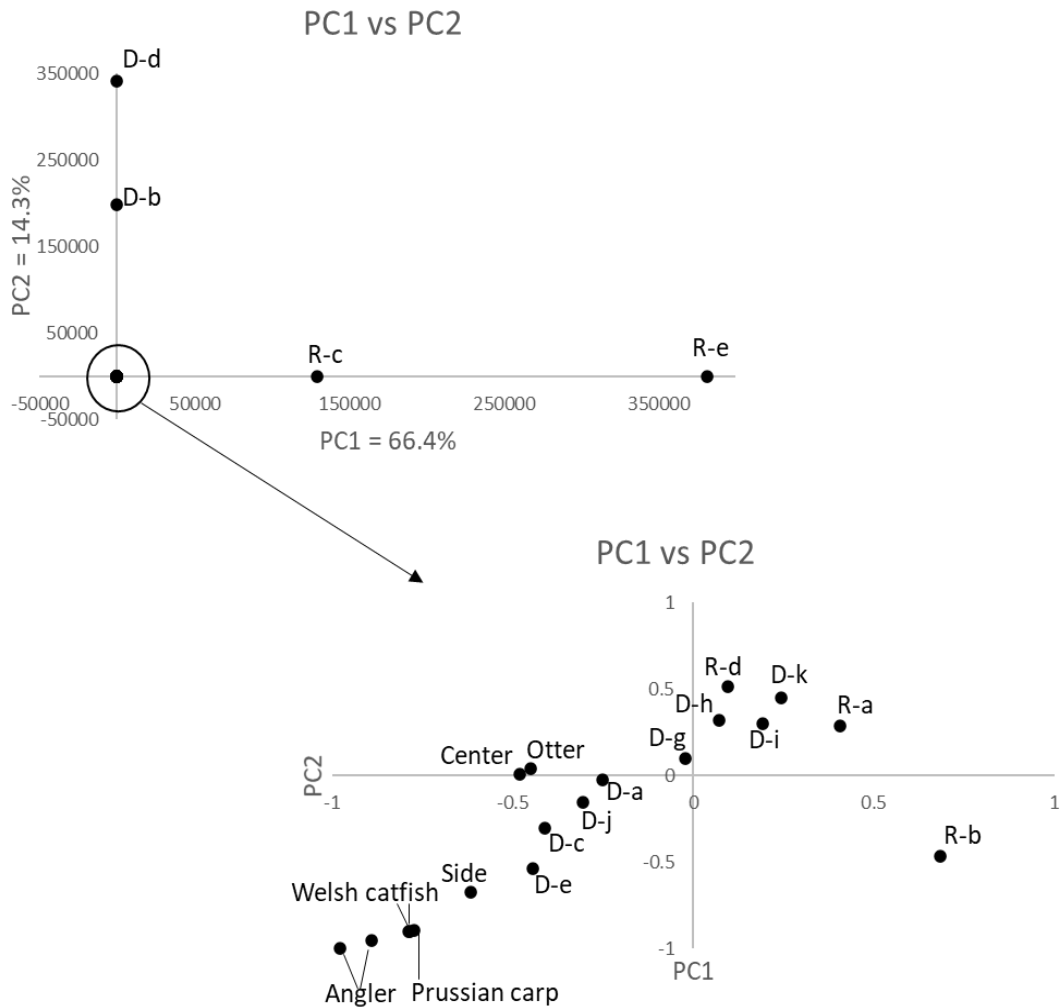 PC1 vs PC2
D-d
350000
250000
D-b
PC2 = 14.3%
150000
50000
R-c
R-e
-50000
50000
150000
250000
350000
-50000
PC1 = 66.4%
PC1 vs PC2
1
R-d
D-k
0.5
D-h
R-a
D-i
D-g
Center
Otter
PC2
0
-1
-0.5
D-a
0
0.5
1
D-j
D-c
R-b
-0.5
Side
D-e
Welsh catfish
-1
PC1
Angler
Prussian carp